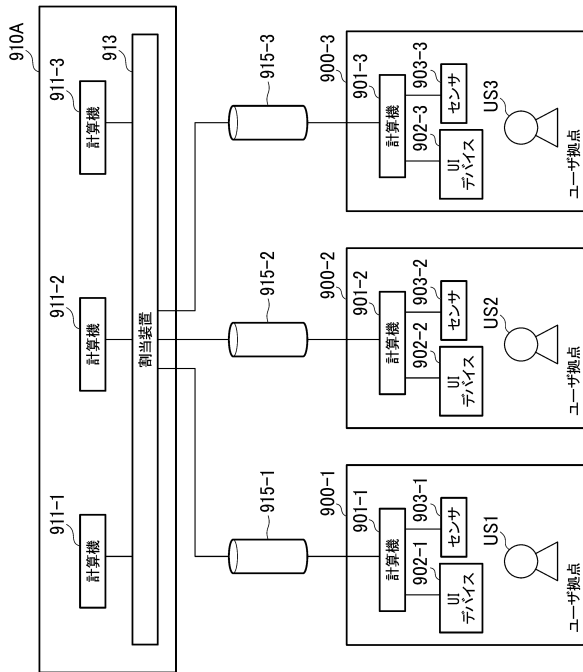 910A
911-1
計算機
911-2
計算機
911-3
計算機
913
割当装置
915-1
915-2
915-3
900-1
901-1
計算機
902-1
UI
デバイス
903-1
センサ
US1
ユーザ拠点
900-2
901-2
計算機
902-2
UI
デバイス
903-2
センサ
US2
ユーザ拠点
900-3
901-3
計算機
902-3
UI
デバイス
903-3
センサ
US3
ユーザ拠点